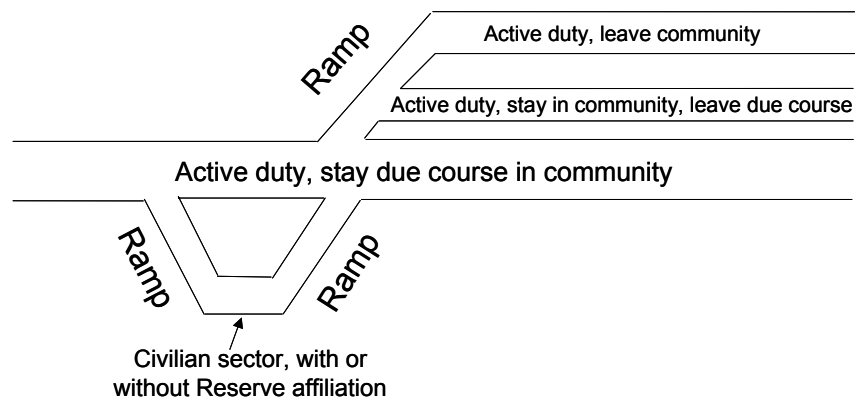 Ramp
Active duty, leave community
Active duty, stay in community, leave due course
Active duty, stay due course in community
Ramp
Ramp
Civilian sector, with or
without Reserve affiliation